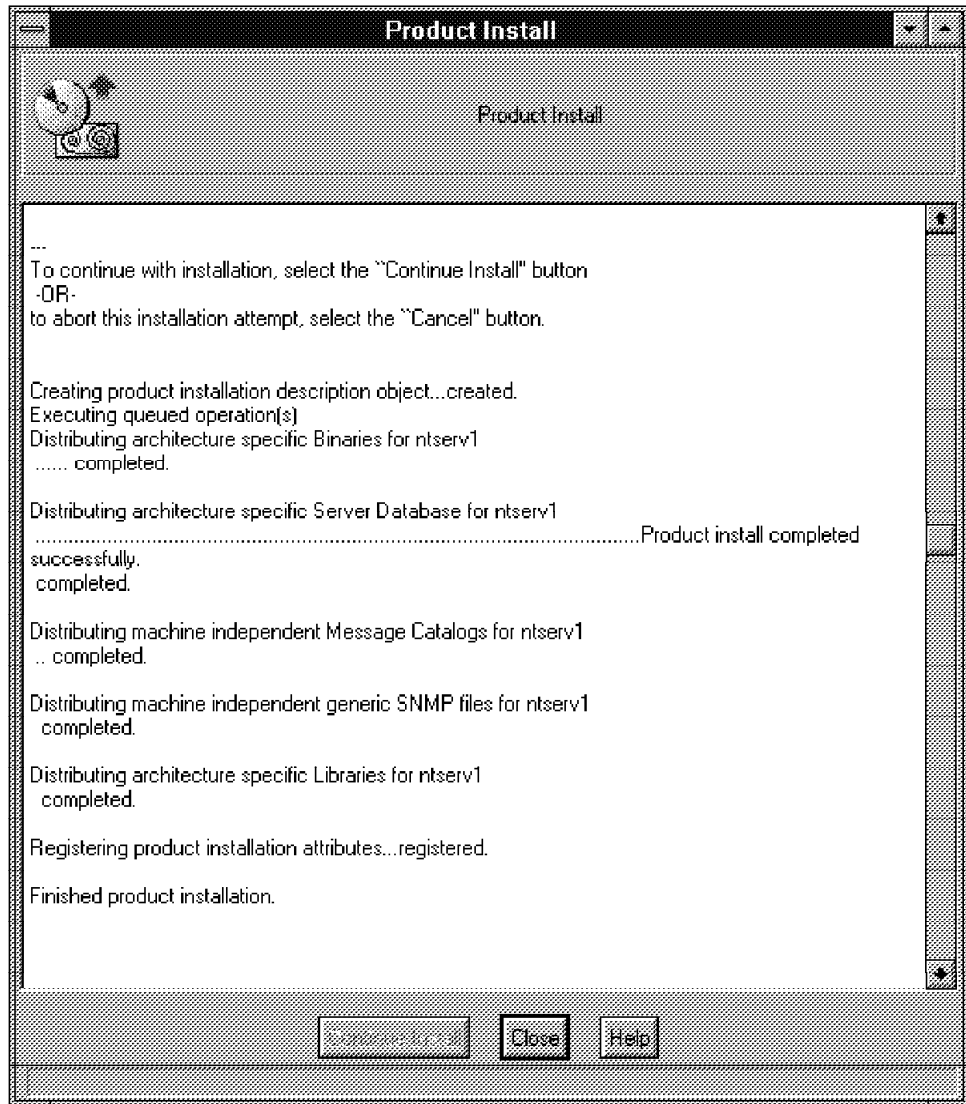 Product Install
Product Install
---
To continue with installation, select the ``Continue Install" button
-OR-
to abort this installation attempt, select the ``Cancel" button.
Creating product installation description object...created.
Executing queued operation(s)
Distributing architecture specific Binaries for ntserv1
...... completed.
Distributing architecture specific Server Database for ntserv1
.............................................................................................................Product install completed
successfully.
completed.
Distributing machine independent Message Catalogs for ntserv1
.. completed.
Distributing machine independent generic SNMP files for ntserv1
completed.
Distributing architecture specific Libraries for ntserv1
completed.
Registering product installation attributes...registered.
Finished product installation.
Continue Install Close Help